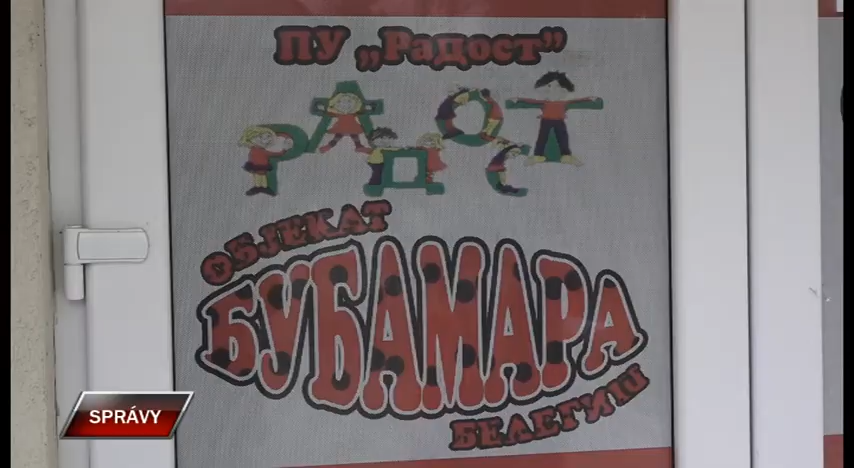 ПУ „Радост”
РАДОСТ
ОБЈЕКАТ
БУБАМАРА
БЕЛЕГИШ
SPRÁVY